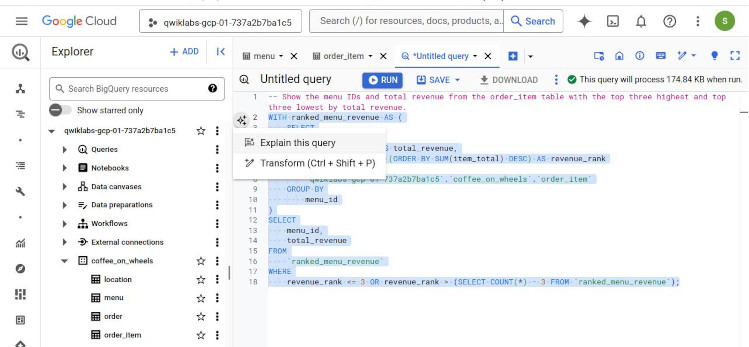 Google Cloud
qwiklabs-gcp-01-737a2b7ba1c5
Search (/) for resources, docs, products, a...
Search
S
Explorer
+ ADD
menu
order_item
*Untitled query
Search BigQuery resources
Show starred only
qwiklabs-gcp-01-737a2b7a1c5
Queries
Notebooks
Data canvases
Data preparations
Workflows
External connections
coffee_on_wheels
location
menu
order
order_item
Untitled query
RUN
SAVE
DOWNLOAD
This query will process 174.84 KB when run.
1 -- Show the menu IDs and total revenue from the order_item table with the top three highest and top
three lowest by total revenue.
2 WITH ranked_menu_revenue AS (
3 SELECT
Explain this query
S total_revenue,
(ORDER BY SUM(item_total) DESC) AS revenue_rank
Transform (Ctrl + Shift + P)
8 `qwiklabs-gcp-01-737a2b7ba1c5`.`coffee_on_wheels`.`order_item`
9 GROUP BY
10 menu_id
11 )
12 SELECT
13 menu_id,
14 total_revenue
15 FROM
16 `ranked_menu_revenue`
17 WHERE
18 revenue_rank <= 3 OR revenue_rank > (SELECT COUNT(*) - 3 FROM `ranked_menu_revenue`);